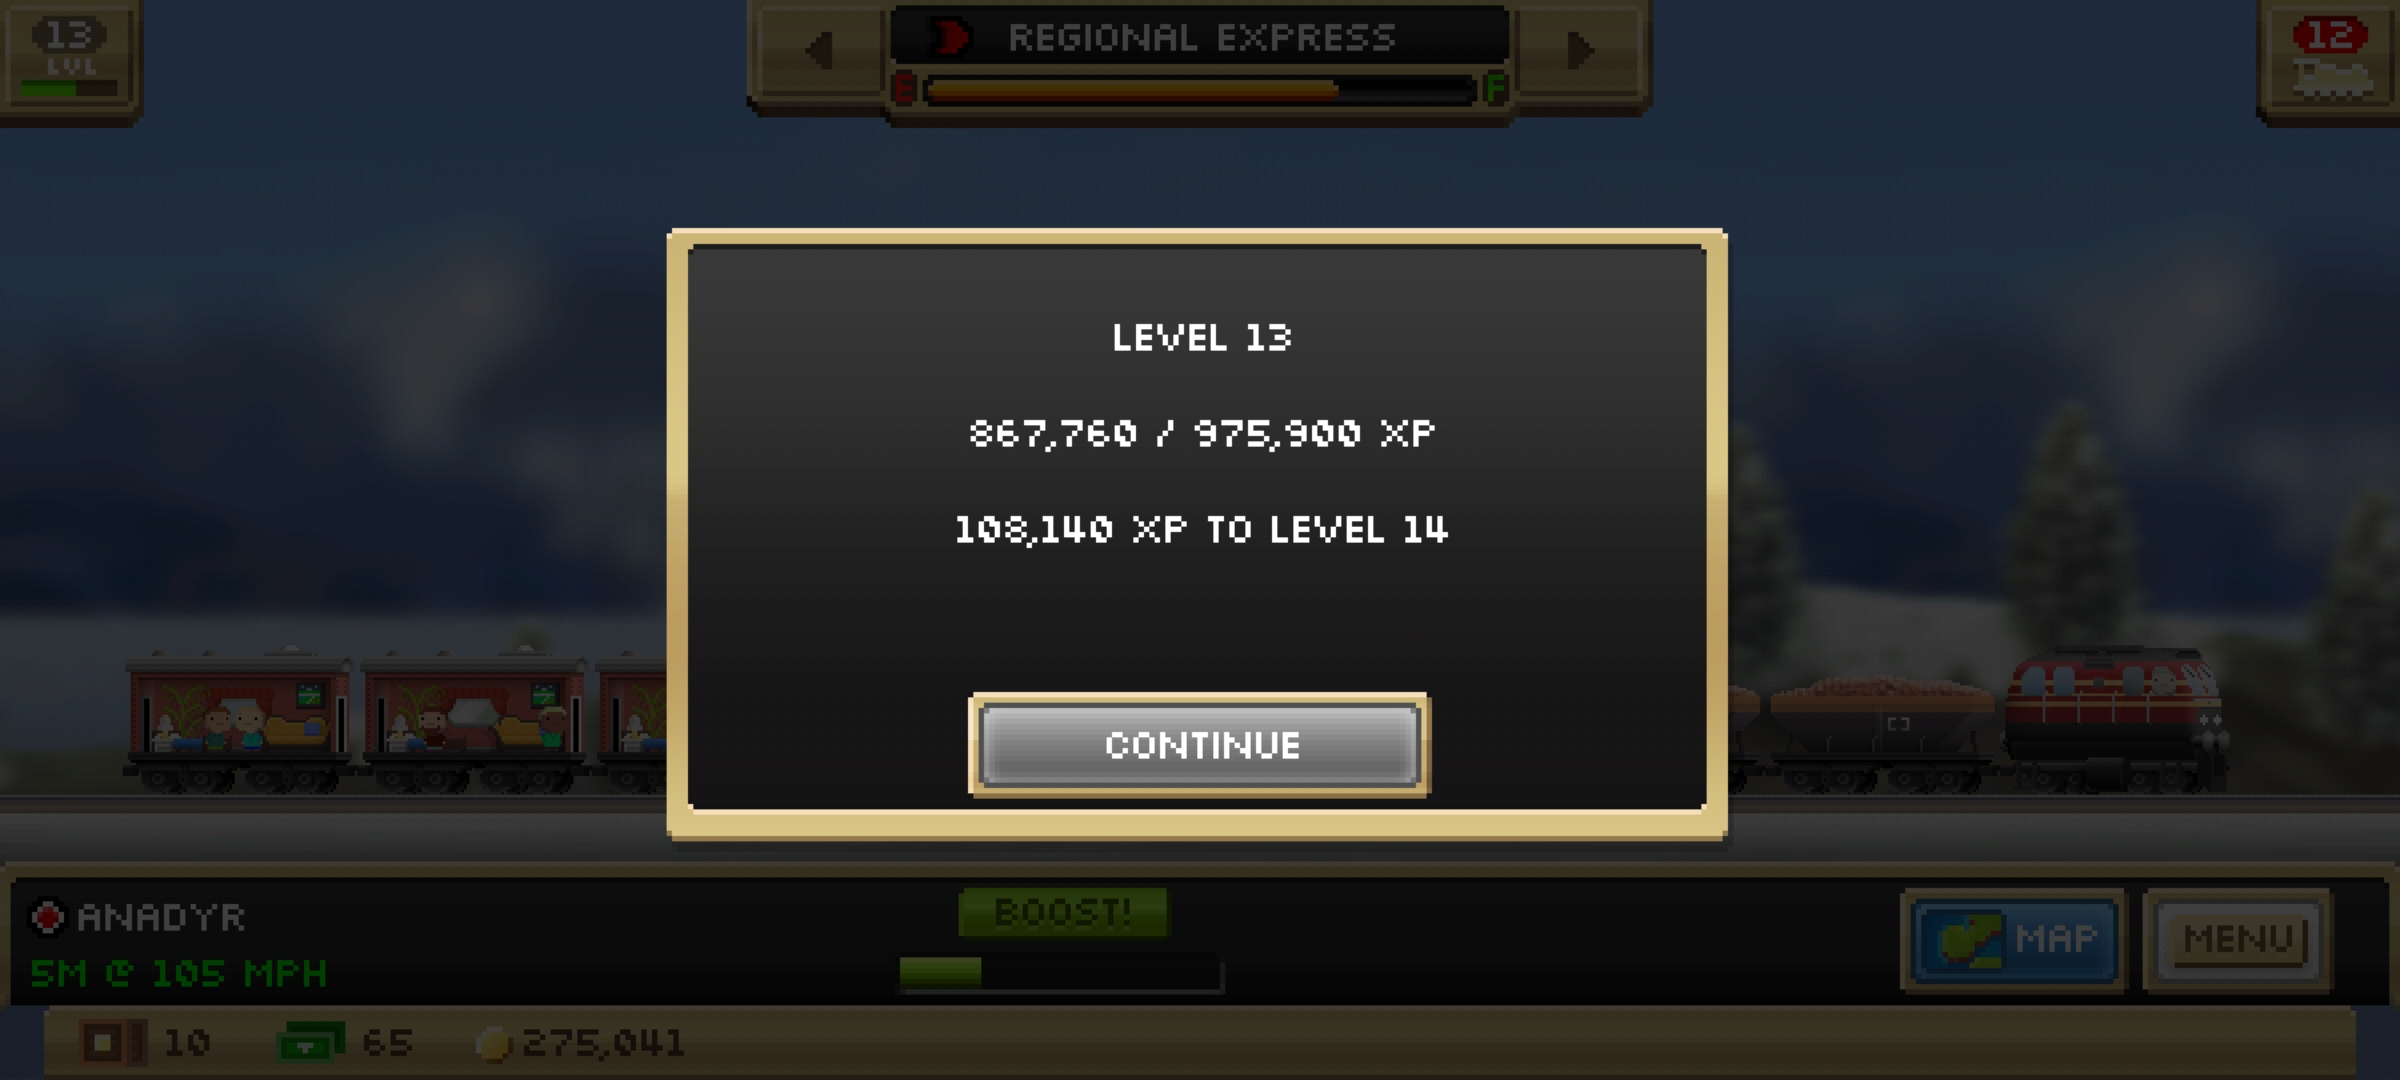 13
LVL
REGIONAL EXPRESS
E F
12
LEVEL 13
867,760 / 975,900 XP
108,140 XP TO LEVEL 14
CONTINUE
ANADYR
5M @ 105 MPH
BOOST!
MAP
MENU
10
65
275,041